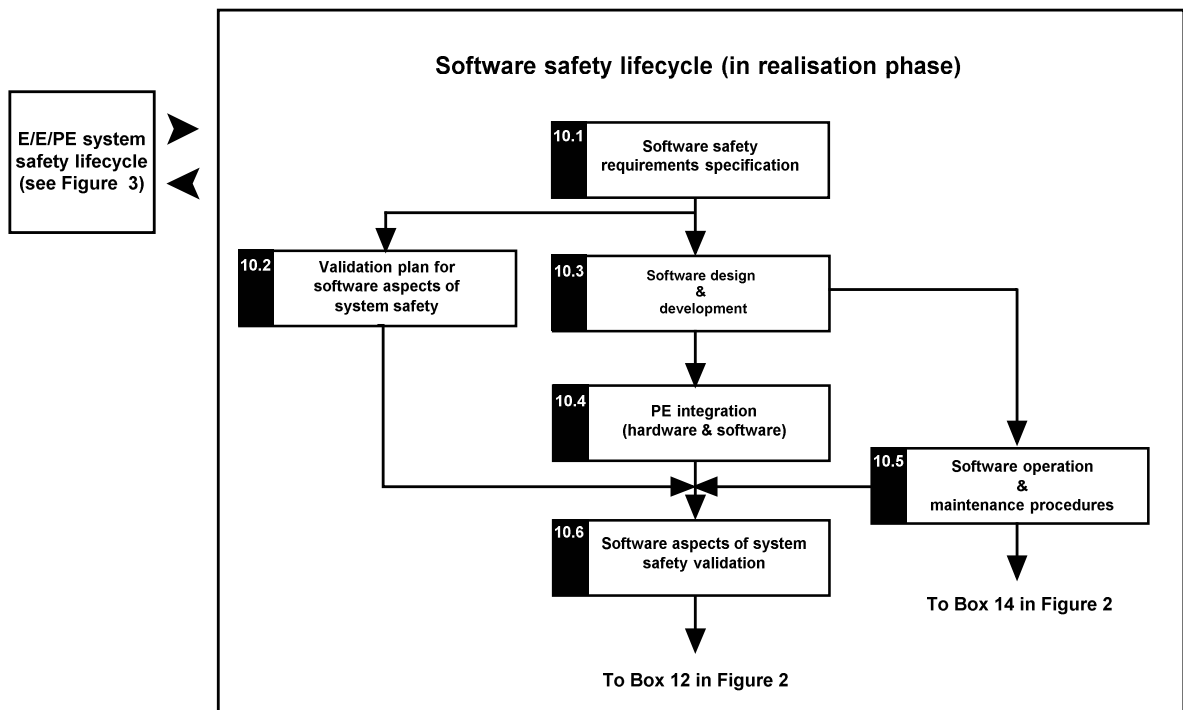 Software safety lifecycle (in realisation phase)
E/E/PE system
safety lifecycle
(see Figure 3)
10.1
Software safety
requirements specification
10.2
Validation plan for
software aspects of
system safety
10.3
Software design
&
development
10.4
PE integration
(hardware & software)
10.5
Software operation
&
maintenance procedures
10.6
Software aspects of system
safety validation
To Box 14 in Figure 2
To Box 12 in Figure 2